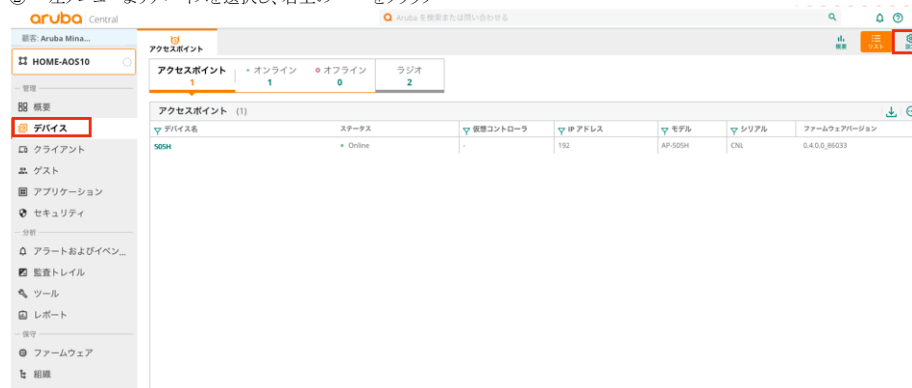 aruba Central
Aruba を検索または問い合わせる
顧客: Aruba Mina...
アクセスポイント
概要
リスト
HOME-AOS10
アクセスポイント
1
オンライン
1
オフライン
0
ラジオ
2
管理
概要
デバイス
クライアント
ゲスト
アプリケーション
セキュリティ
分析
アラートおよびイベン...
監査トレイル
ツール
レポート
保守
ファームウェア
組織
アクセスポイント (1)
デバイス名 ステータス 仮想コントローラ IP アドレス モデル シリアル ファームウェアバージョン
505H Online - 192 AP-505H CNL 0.4.0.0_86033